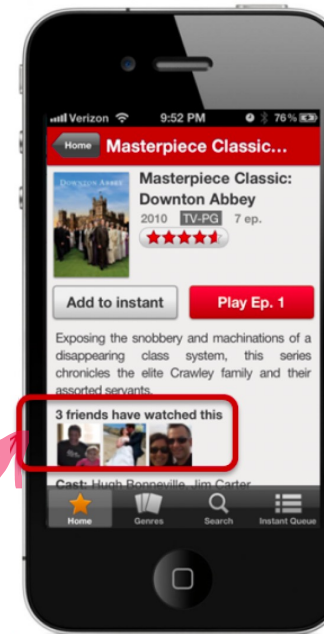 Verizon 9:52 PM 76%
Home Masterpiece Classic...
DOWNTON ABBEY
Masterpiece Classic:
Downton Abbey
2010 TV-PG 7 ep.
Add to instant Play Ep. 1
Exposing the snobbery and machinations of a
disappearing class system, this series
chronicles the elite Crawley family and their
assorted servants.
3 friends have watched this
Cast: Hugh Bonneville, Jim Carter
Home Genres Search Instant Queue